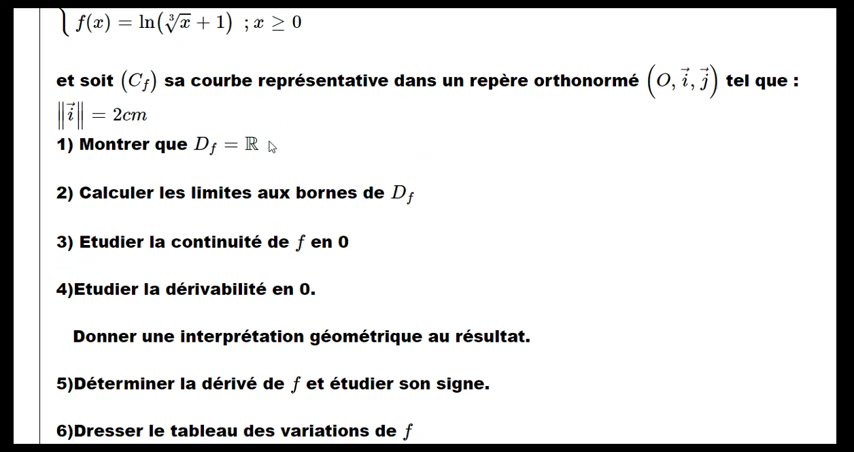 f(x) = ln(∛x + 1) ; x ≥ 0
et soit (C_f) sa courbe représentative dans un repère orthonormé (O, i⃗, j⃗) tel que :
‖i⃗‖ = 2cm
1) Montrer que D_f = ℝ
2) Calculer les limites aux bornes de D_f
3) Etudier la continuité de f en 0
4)Etudier la dérivabilité en 0.
Donner une interprétation géométrique au résultat.
5)Déterminer la dérivé de f et étudier son signe.
6)Dresser le tableau des variations de f